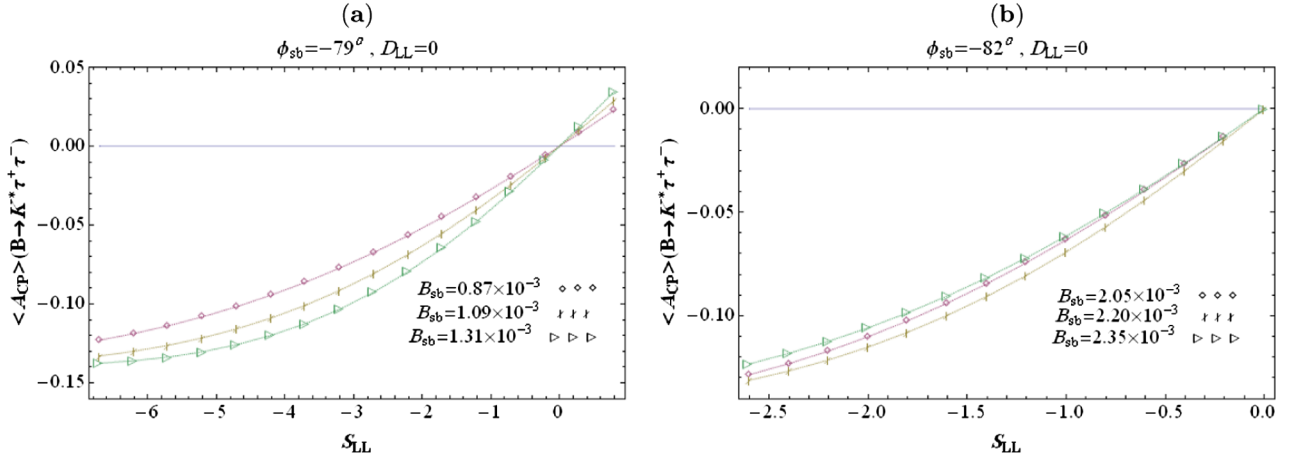 (a)
ϕsb=−79°, DLL=0
0.05
0.00
−0.05
−0.10
−0.15
<ACP>(B→K*τ+τ−)
Bsb=0.87×10−3
Bsb=1.09×10−3
Bsb=1.31×10−3
−6 −5 −4 −3 −2 −1 0
SLL
(b)
ϕsb=−82°, DLL=0
0.00
−0.05
−0.10
<ACP>(B→K*τ+τ−)
Bsb=2.05×10−3
Bsb=2.20×10−3
Bsb=2.35×10−3
−2.5 −2.0 −1.5 −1.0 −0.5 0.0
SLL